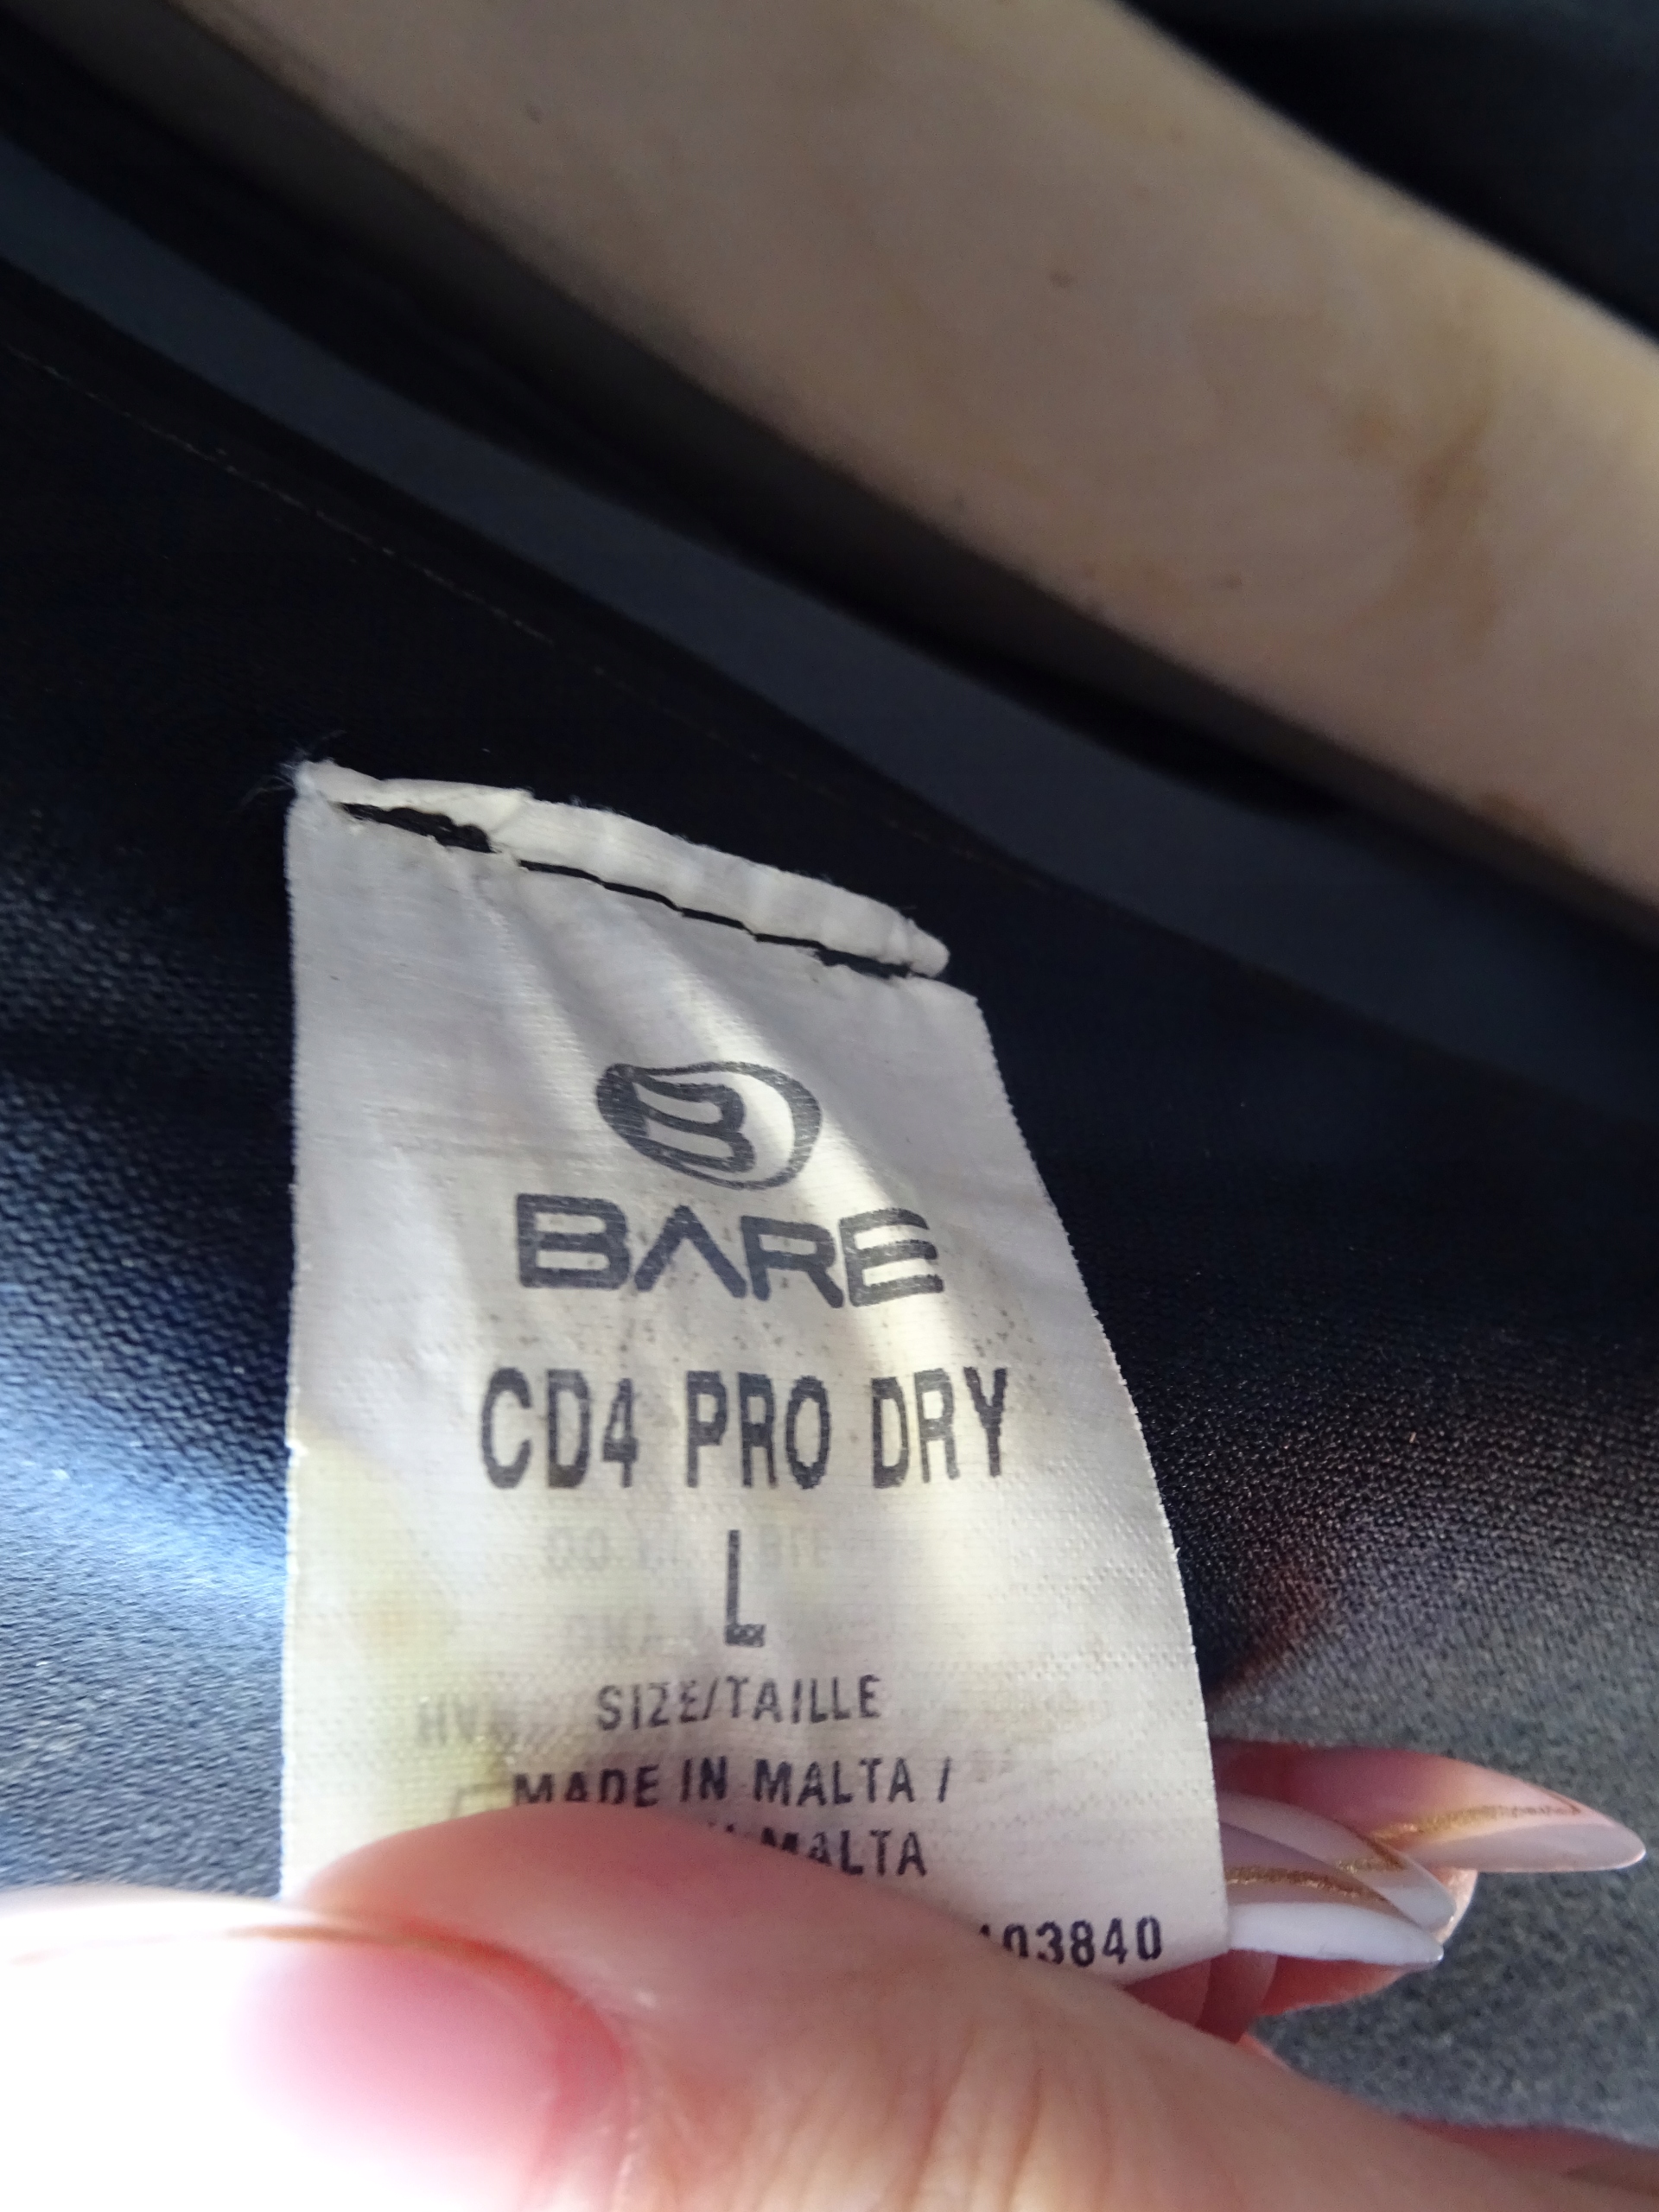 BARE
CD4 PRO DRY
L
SIZE/TAILLE
MADE IN MALTA /
MALTA
03840